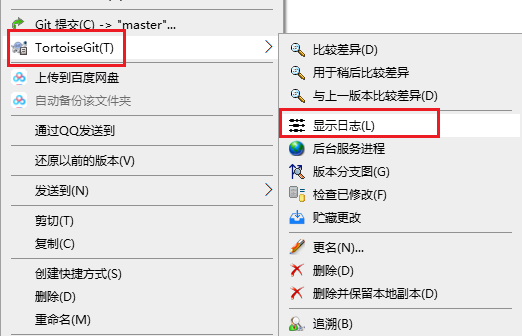 Git 提交(C) -> "master"...
TortoiseGit(T)
上传到百度网盘
自动备份该文件夹
通过QQ发送到
还原以前的版本(V)
发送到(N)
剪切(T)
复制(C)
创建快捷方式(S)
删除(D)
重命名(M)
比较差异(D)
用于稍后比较差异
与上一版本比较差异(D)
显示日志(L)
后台服务进程
版本分支图(G)
检查已修改(F)
贮藏更改
更名(N)...
删除(D)
删除并保留本地副本(D)
追溯(B)